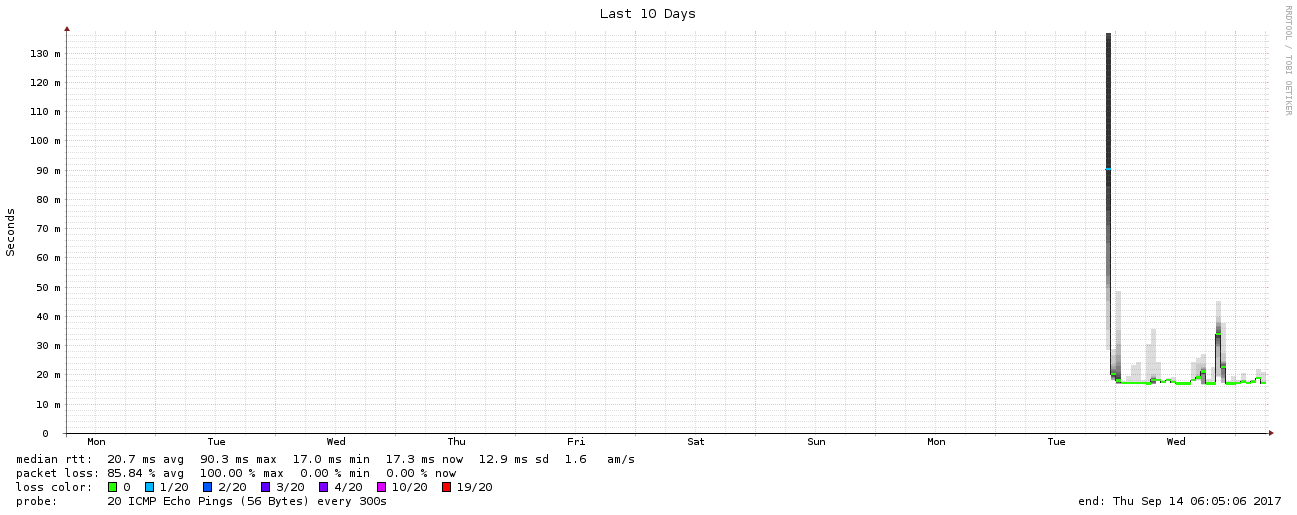 Last 10 Days
RRDTOOL / TOBI OETIKER
Seconds
130 m
120 m
110 m
100 m
90 m
80 m
70 m
60 m
50 m
40 m
30 m
20 m
10 m
0
Mon Tue Wed Thu Fri Sat Sun Mon Tue Wed
median rtt: 20.7 ms avg 90.3 ms max 17.0 ms min 17.3 ms now 12.9 ms sd 1.6 am/s
packet loss: 85.84 % avg 100.00 % max 0.00 % min 0.00 % now
loss color: 0 1/20 2/20 3/20 4/20 10/20 19/20
probe: 20 ICMP Echo Pings (56 Bytes) every 300s end: Thu Sep 14 06:05:06 2017